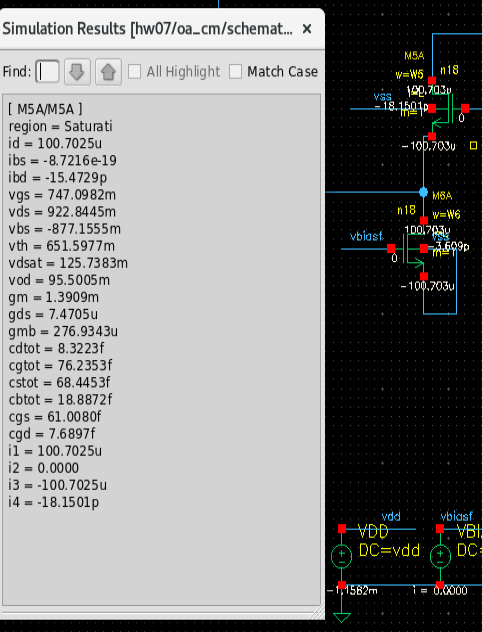 Simulation Results [hw07/oa_cm/schemat...
Find:
All Highlight
Match Case
[ M5A/M5A ]
region = Saturati
id = 100.7025u
ibs = -8.7216e-19
ibd = -15.4729p
vgs = 747.0982m
vds = 922.8445m
vbs = -877.1555m
vth = 651.5977m
vdsat = 125.7383m
vod = 95.5005m
gm = 1.3909m
gds = 7.4705u
gmb = 276.9343u
cdtot = 8.3223f
cgtot = 76.2353f
cstot = 68.4453f
cbtot = 18.8872f
cgs = 61.0080f
cgd = 7.6897f
i1 = 100.7025u
i2 = 0.0000
i3 = -100.7025u
i4 = -18.1501p
M5A
n18
w=W5
100.703u
vss
-18.1501p
m=1
0
-100.703u
M6A
n18
w=W6
100.703u
vbiasf
vss
-3.609p
m=1
0
-100.703u
vdd
vbiasf
VDD
DC=vdd
DC=v
i = 0.0000